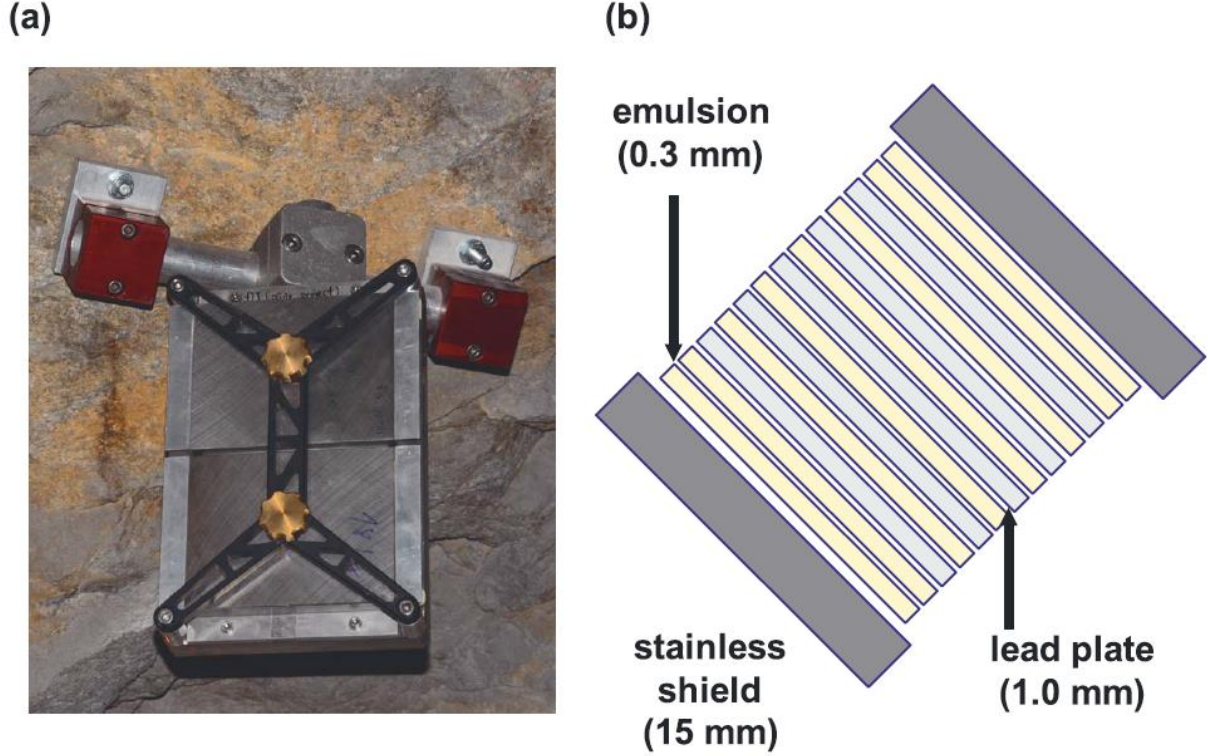 (a)
(b)
emulsion
(0.3 mm)
stainless
shield
(15 mm)
lead plate
(1.0 mm)